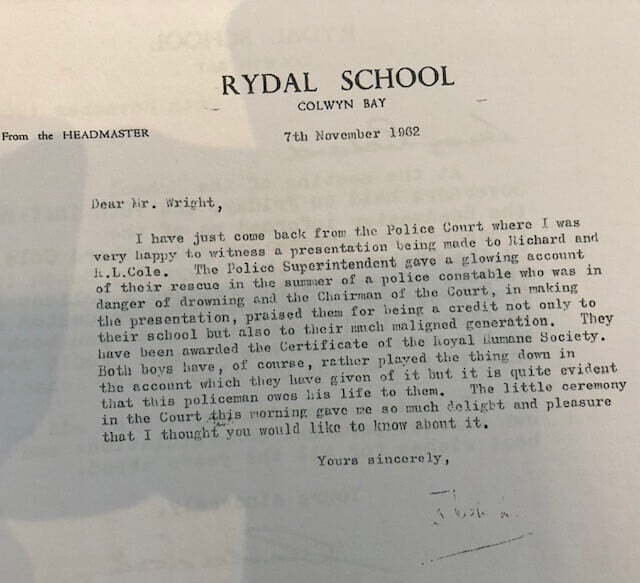 RYDAL SCHOOL
COLWYN BAY
From the HEADMASTER
7th November 1962
Dear Mr. Wright,
I have just come back from the Police Court where I was
very happy to witness a presentation being made to Richard and
R.L.Cole. The Police Superintendent gave a glowing account
of their rescue in the summer of a police constable who was in
danger of drowning and the Chairman of the Court, in making
the presentation, praised them for being a credit not only to
their school but also to their much maligned generation. They
have been awarded the Certificate of the Royal Humane Society.
Both boys have, of course, rather played the thing down in
the account which they have given of it but it is quite evident
that this policeman owes his life to them. The little ceremony
in the Court this morning gave me so much delight and pleasure
that I thought you would like to know about it.
Yours sincerely,